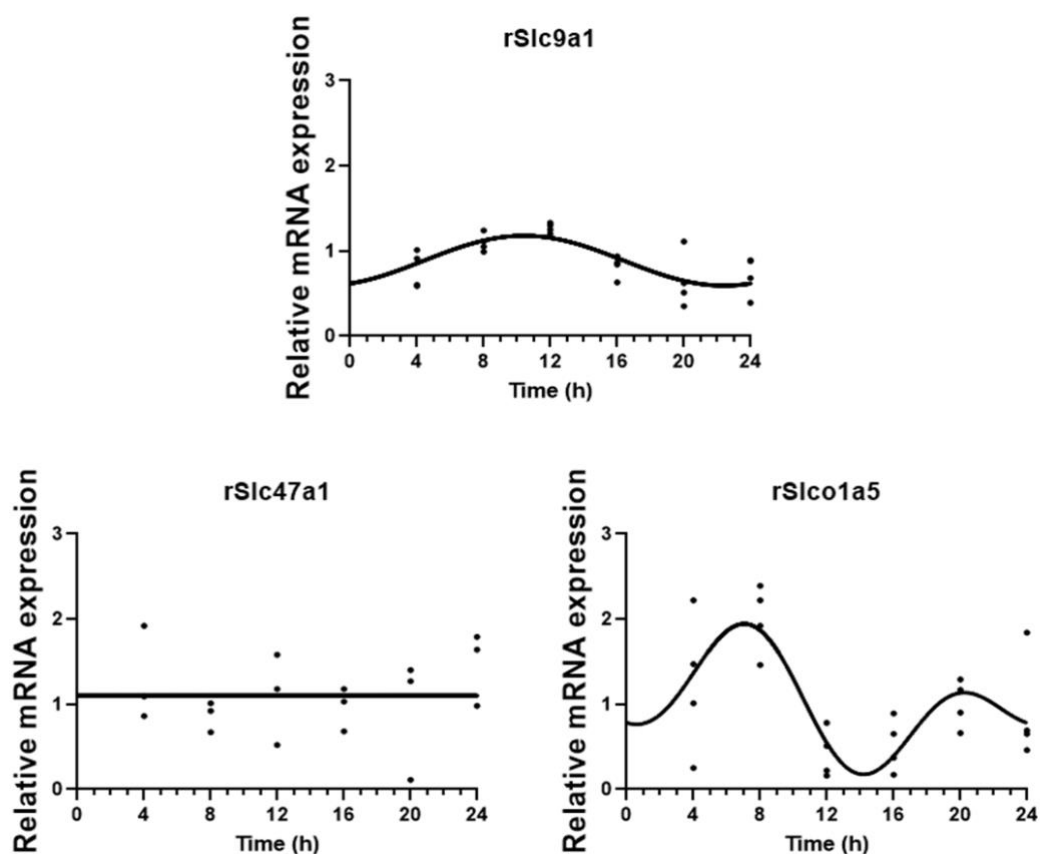 rSlc9a1
Relative mRNA expression
3
2
1
0
0 4 8 12 16 20 24
Time (h)
rSlc47a1
Relative mRNA expression
3
2
1
0
0 4 8 12 16 20 24
Time (h)
rSlco1a5
Relative mRNA expression
3
2
1
0
0 4 8 12 16 20 24
Time (h)